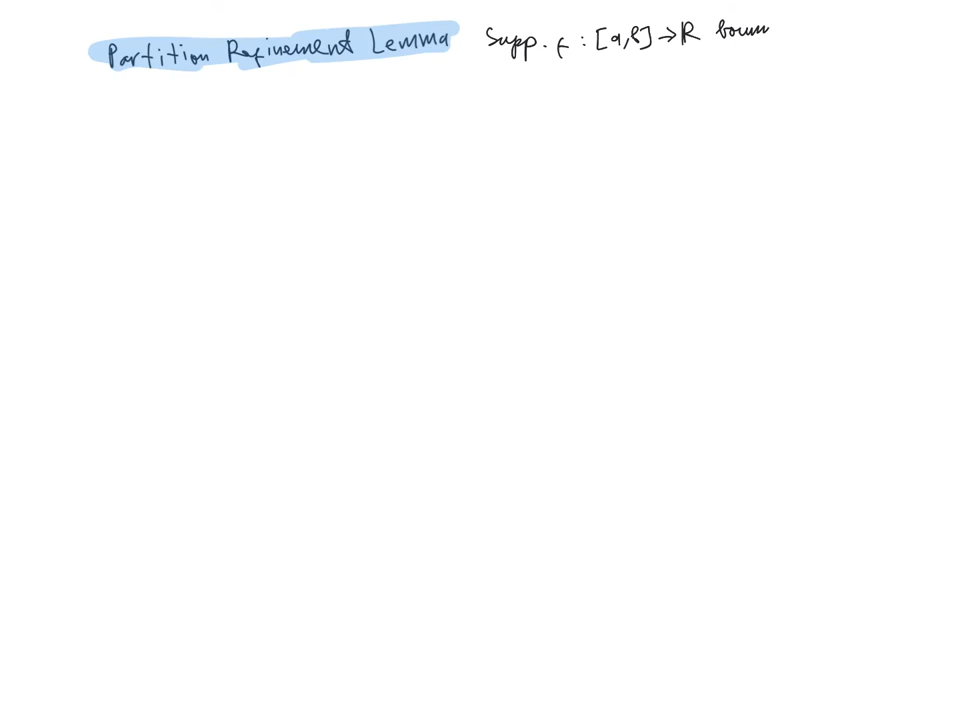 Partition Refinement Lemma Supp. f : [a,b] → ℝ boun